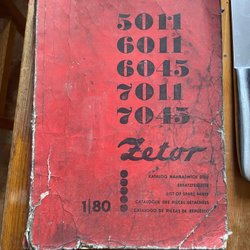 5011
6011
6045
7011
7045
Zetor
KATALOG NÁHRADNÍCH DÍLŮ
ERSATZTEILLISTE
LIST OF SPARE PARTS
CATALOGUE DES PIÈCES DÉTACHÉES
CATALOGO DE PIEZAS DE REPUESTO
1/80